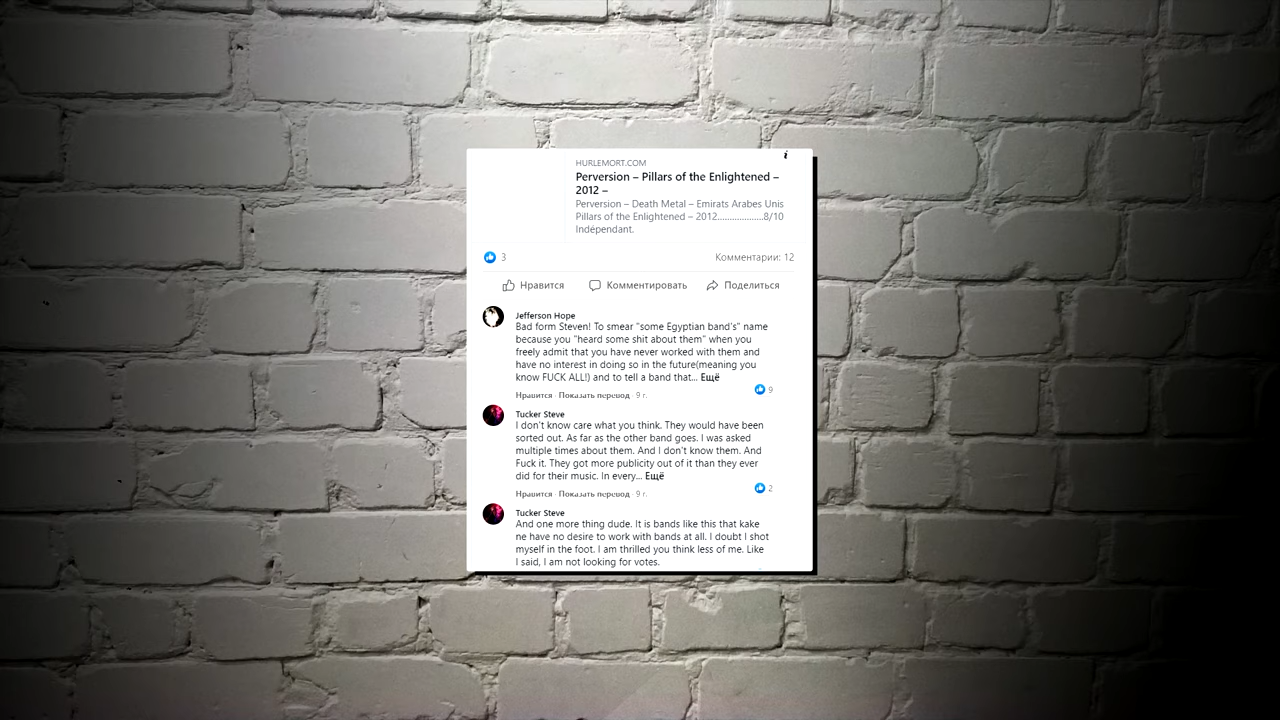 HURLEMORT.COM
Perversion – Pillars of the Enlightened –
2012 –
Perversion – Death Metal – Emirats Arabes Unis
Pillars of the Enlightened – 2012...................8/10
Indépendant.
3
Комментарии: 12
Нравится
Комментировать
Поделиться
Jefferson Hope
Bad form Steven! To smear "some Egyptian band's" name
because you "heard some shit about them" when you
freely admit that you have never worked with them and
have no interest in doing so in the future(meaning you
know FUCK ALL!) and to tell a band that... Ещё
9
Нравится · Показать перевод · 9 г.
Tucker Steve
I don't know care what you think. They would have been
sorted out. As far as the other band goes. I was asked
multiple times about them. And I don't know them. And
Fuck it. They got more publicity out of it than they ever
did for their music. In every... Ещё
2
Нравится · Показать перевод · 9 г.
Tucker Steve
And one more thing dude. It is bands like this that kake
ne have no desire to work with bands at all. I doubt I shot
myself in the foot. I am thrilled you think less of me. Like
I said, I am not looking for votes.